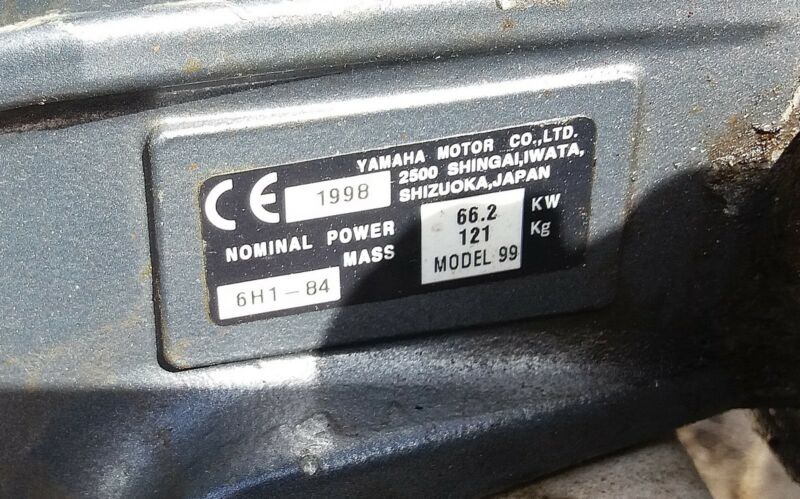 YAMAHA MOTOR CO.,LTD.
CE 1998 2500 SHINGAI,IWATA,
SHIZUOKA,JAPAN
NOMINAL POWER 66.2 KW
MASS 121 Kg
6H1-84 MODEL 99